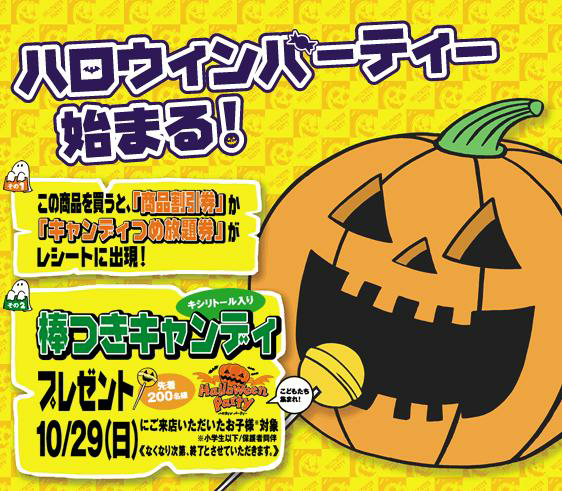 ハロウィンパーティー
始まる!
その1
この商品を買うと、「商品割引券」か
「キャンディつめ放題券」が
レシートに出現!
その2
キシリトール入り
棒つきキャンディ
プレゼント
先着
200名様
Halloween
Party
こどもたち
集まれ!
10/29(日)にご来店いただいたお子様※対象
※小学生以下/保護者同伴
《なくなり次第、終了とさせていただきます。》